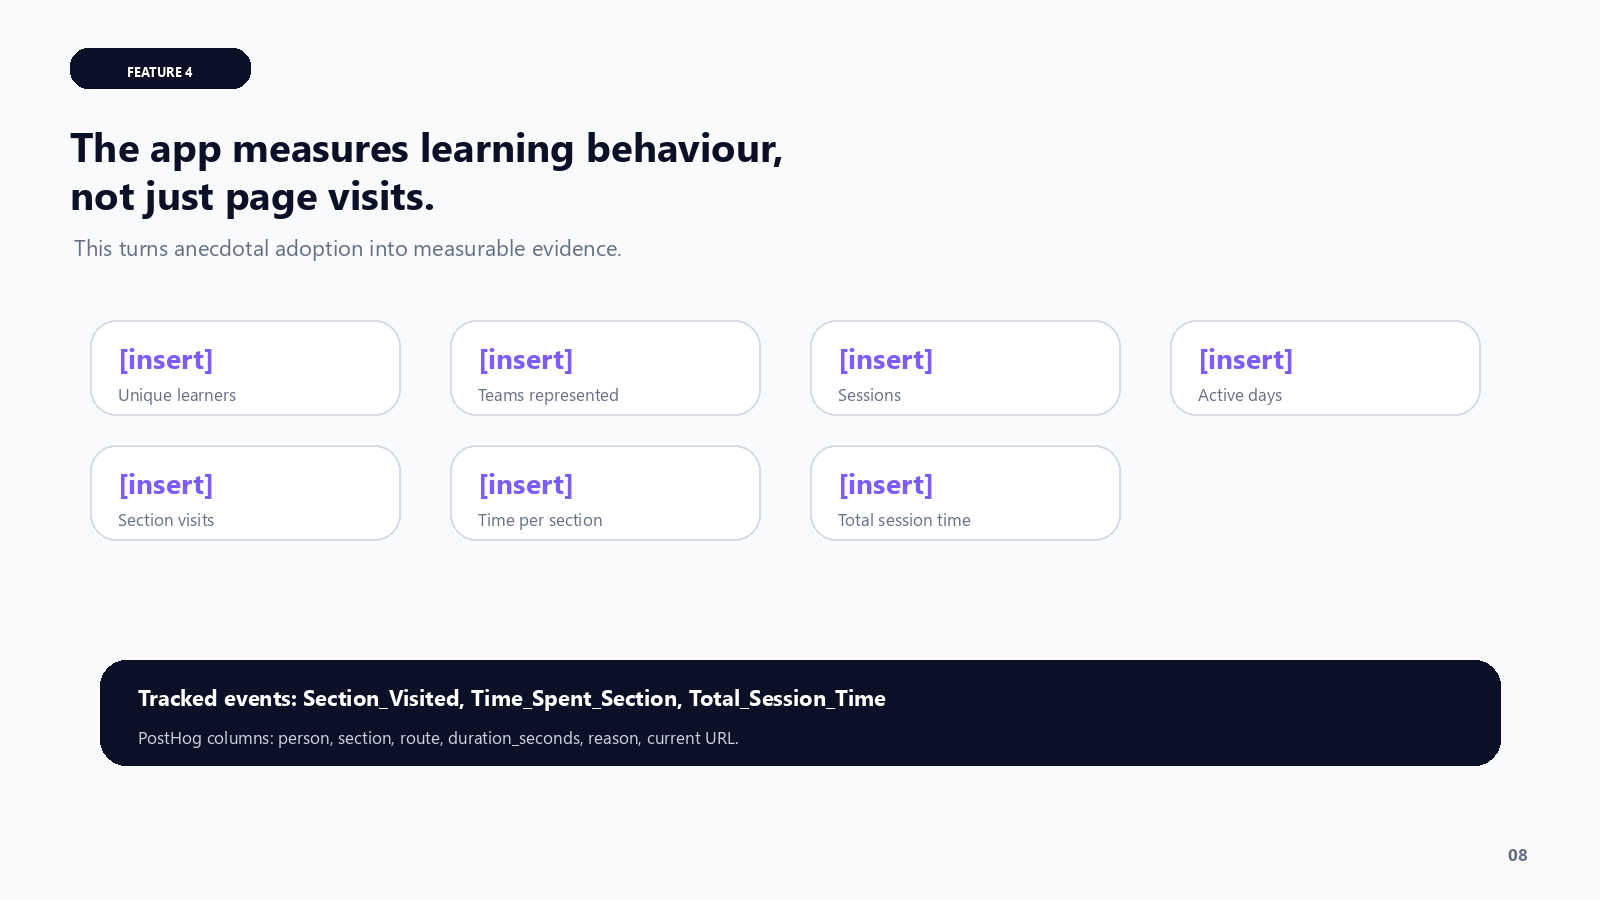 FEATURE 4
The app measures learning behaviour,
not just page visits.
This turns anecdotal adoption into measurable evidence.
[insert]
Unique learners
[insert]
Teams represented
[insert]
Sessions
[insert]
Active days
[insert]
Section visits
[insert]
Time per section
[insert]
Total session time
Tracked events: Section_Visited, Time_Spent_Section, Total_Session_Time
PostHog columns: person, section, route, duration_seconds, reason, current URL.
08